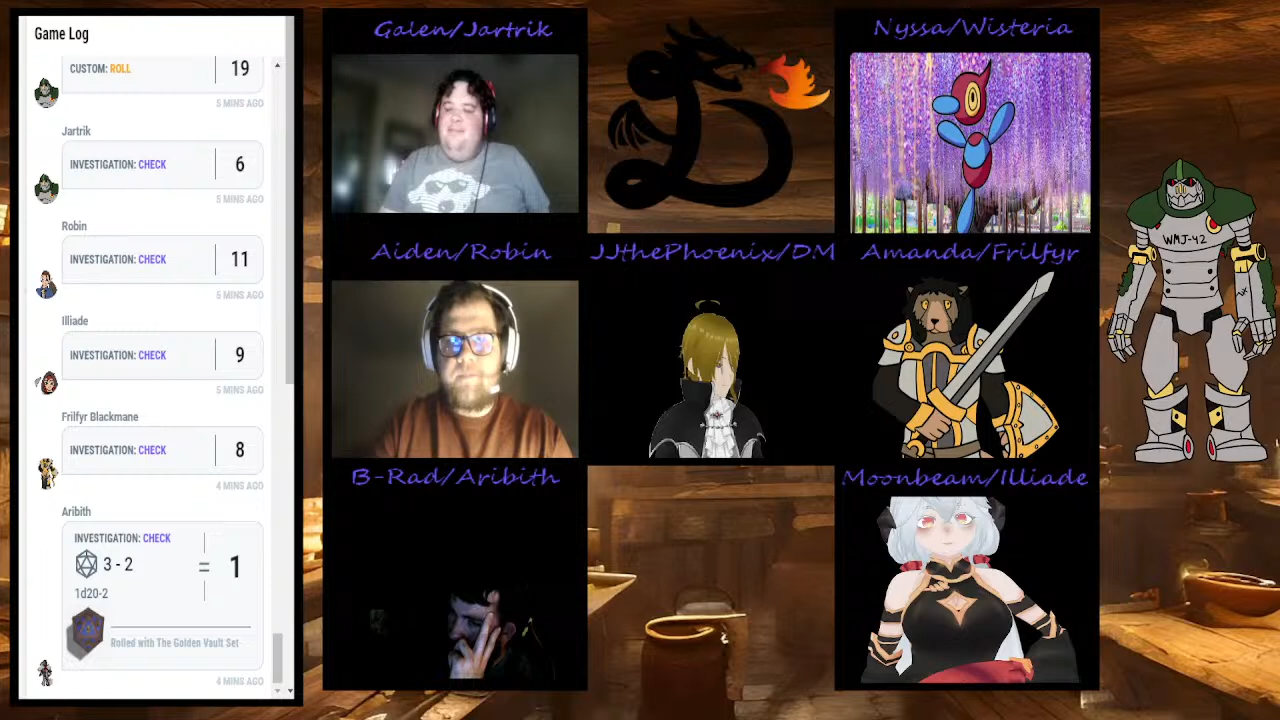 Game Log
CUSTOM: ROLL
19
5 MINS AGO
Jartrik
INVESTIGATION: CHECK
6
5 MINS AGO
Robin
INVESTIGATION: CHECK
11
5 MINS AGO
Illiade
INVESTIGATION: CHECK
9
5 MINS AGO
Frilfyr Blackmane
INVESTIGATION: CHECK
8
4 MINS AGO
Aribith
INVESTIGATION: CHECK
3 - 2
= 1
1d20-2
Rolled with The Golden Vault Set
4 MINS AGO
Galen/Jartrik
Nyssa/Wisteria
Aiden/Robin
JJthePhoenix/DM
Amanda/Frilfyr
B-Rad/Aribith
Moonbeam/Illiade
WMJ-42